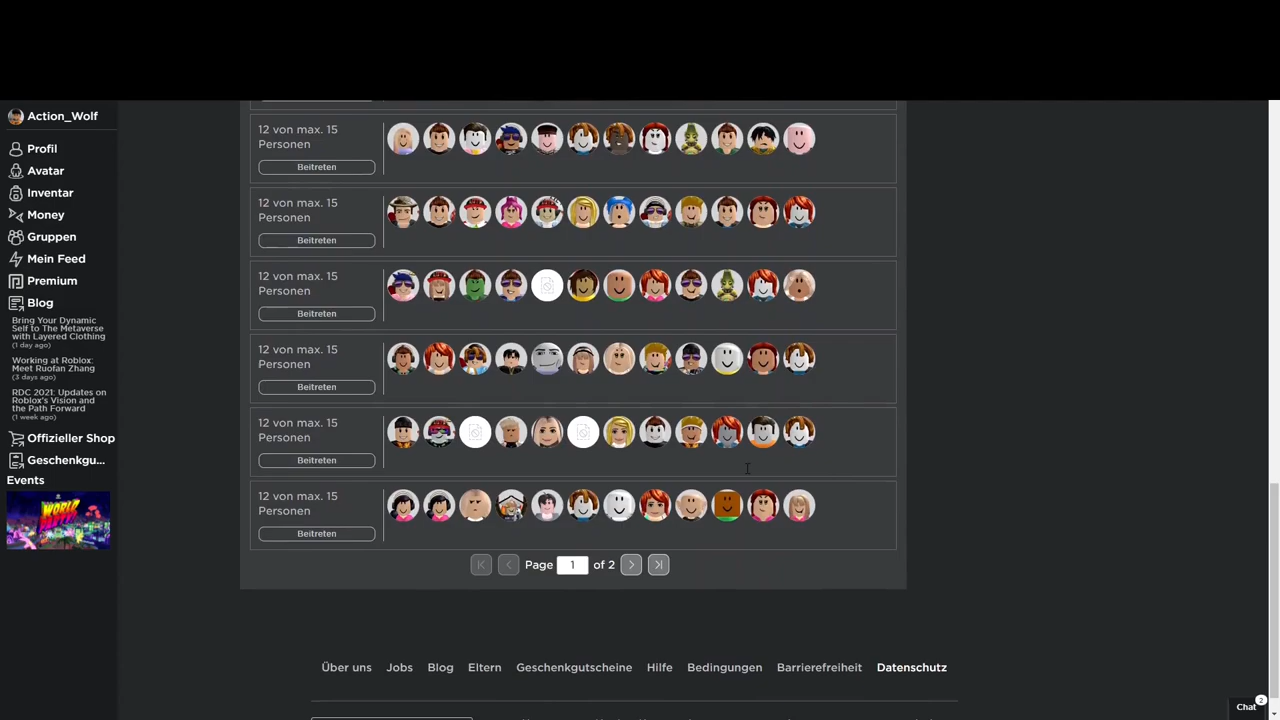 Action_Wolf
Profil
Avatar
Inventar
Money
Gruppen
Mein Feed
Premium
Blog
Bring Your Dynamic
Self to The Metaverse
with Layered Clothing
(1 day ago)
Working at Roblox:
Meet Ruofan Zhang
(3 days ago)
RDC 2021: Updates on
Roblox's Vision and
the Path Forward
(1 week ago)
Offizieller Shop
Geschenkgu...
Events
WORLD
PARTY
12 von max. 15
Personen
Beitreten
12 von max. 15
Personen
Beitreten
12 von max. 15
Personen
Beitreten
12 von max. 15
Personen
Beitreten
12 von max. 15
Personen
Beitreten
12 von max. 15
Personen
Beitreten
Page 1 of 2
Über uns Jobs Blog Eltern Geschenkgutscheine Hilfe Bedingungen Barrierefreiheit Datenschutz
Chat 2